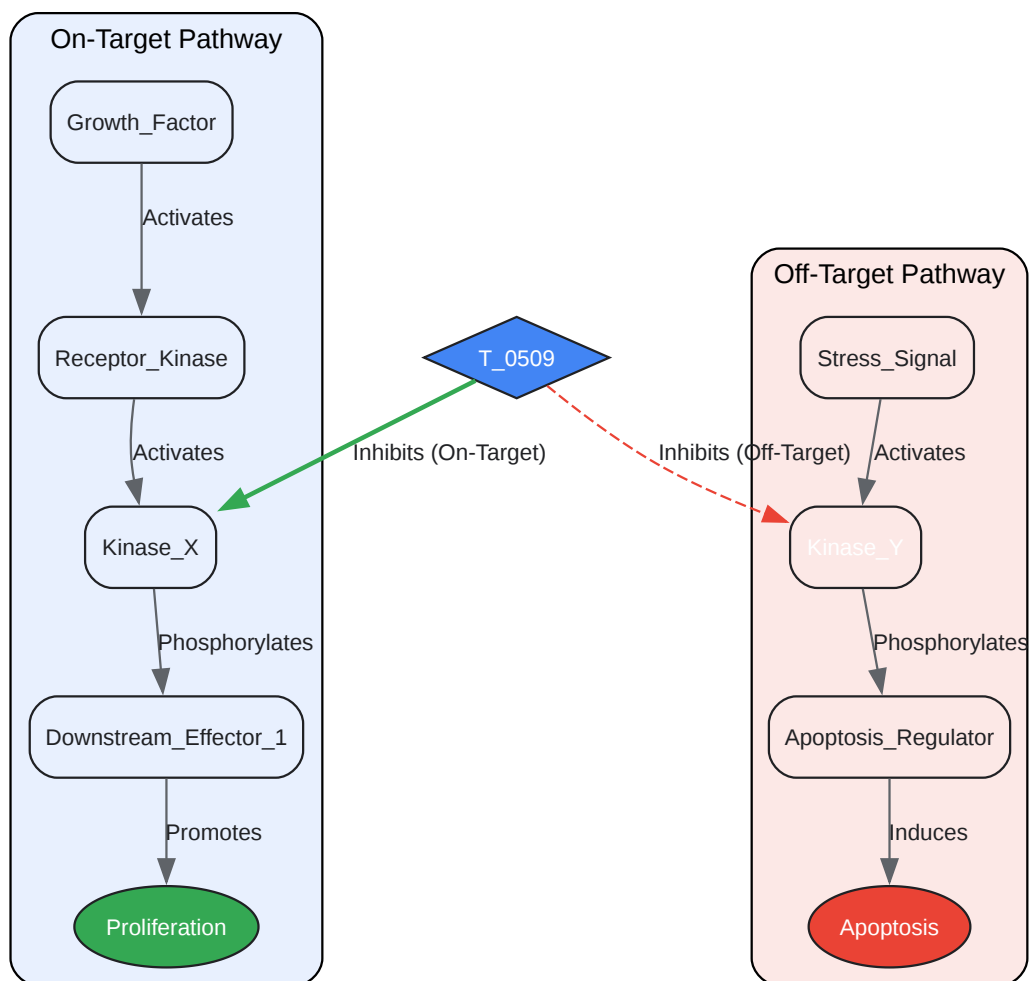 On-Target Pathway
Growth_Factor
Activates
Off-Target Pathway
Receptor_Kinase
T_0509
Stress_Signal
Activates
Inhibits (On-Target)
Inhibits (Off-Target)
Activates
Kinase_X
Kinase_Y
Phosphorylates
Phosphorylates
Downstream_Effector_1
Apoptosis_Regulator
Promotes
Induces
Proliferation
Apoptosis